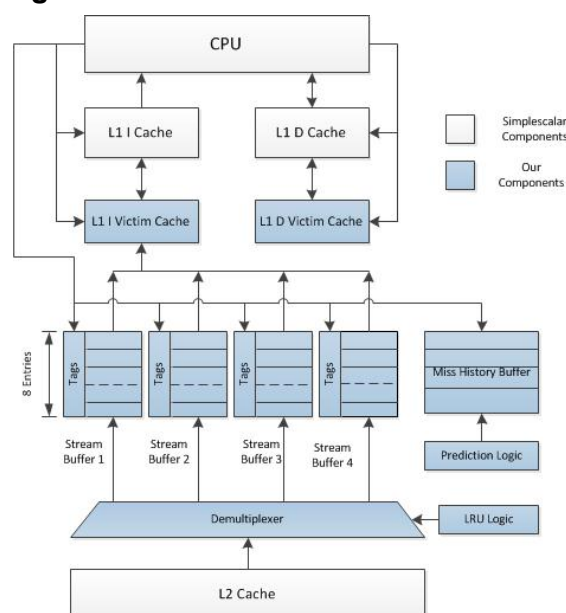 CPU
L1 I Cache
L1 D Cache
Simplescalar
Components
Our
Components
L1 I Victim Cache
L1 D Victim Cache
8 Entries
Tags
Tags
Tags
Tags
Miss History Buffer
Stream
Buffer 1
Stream
Buffer 2
Stream
Buffer 3
Stream
Buffer 4
Prediction Logic
Demultiplexer
LRU Logic
L2 Cache